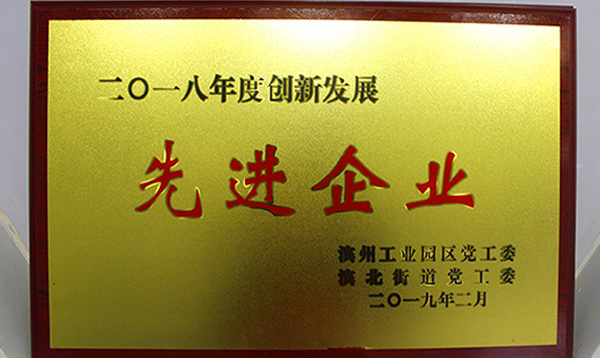 二〇一八年度创新发展
先进企业
滨州工业园区党工委
滨北街道党工委
二〇一九年二月